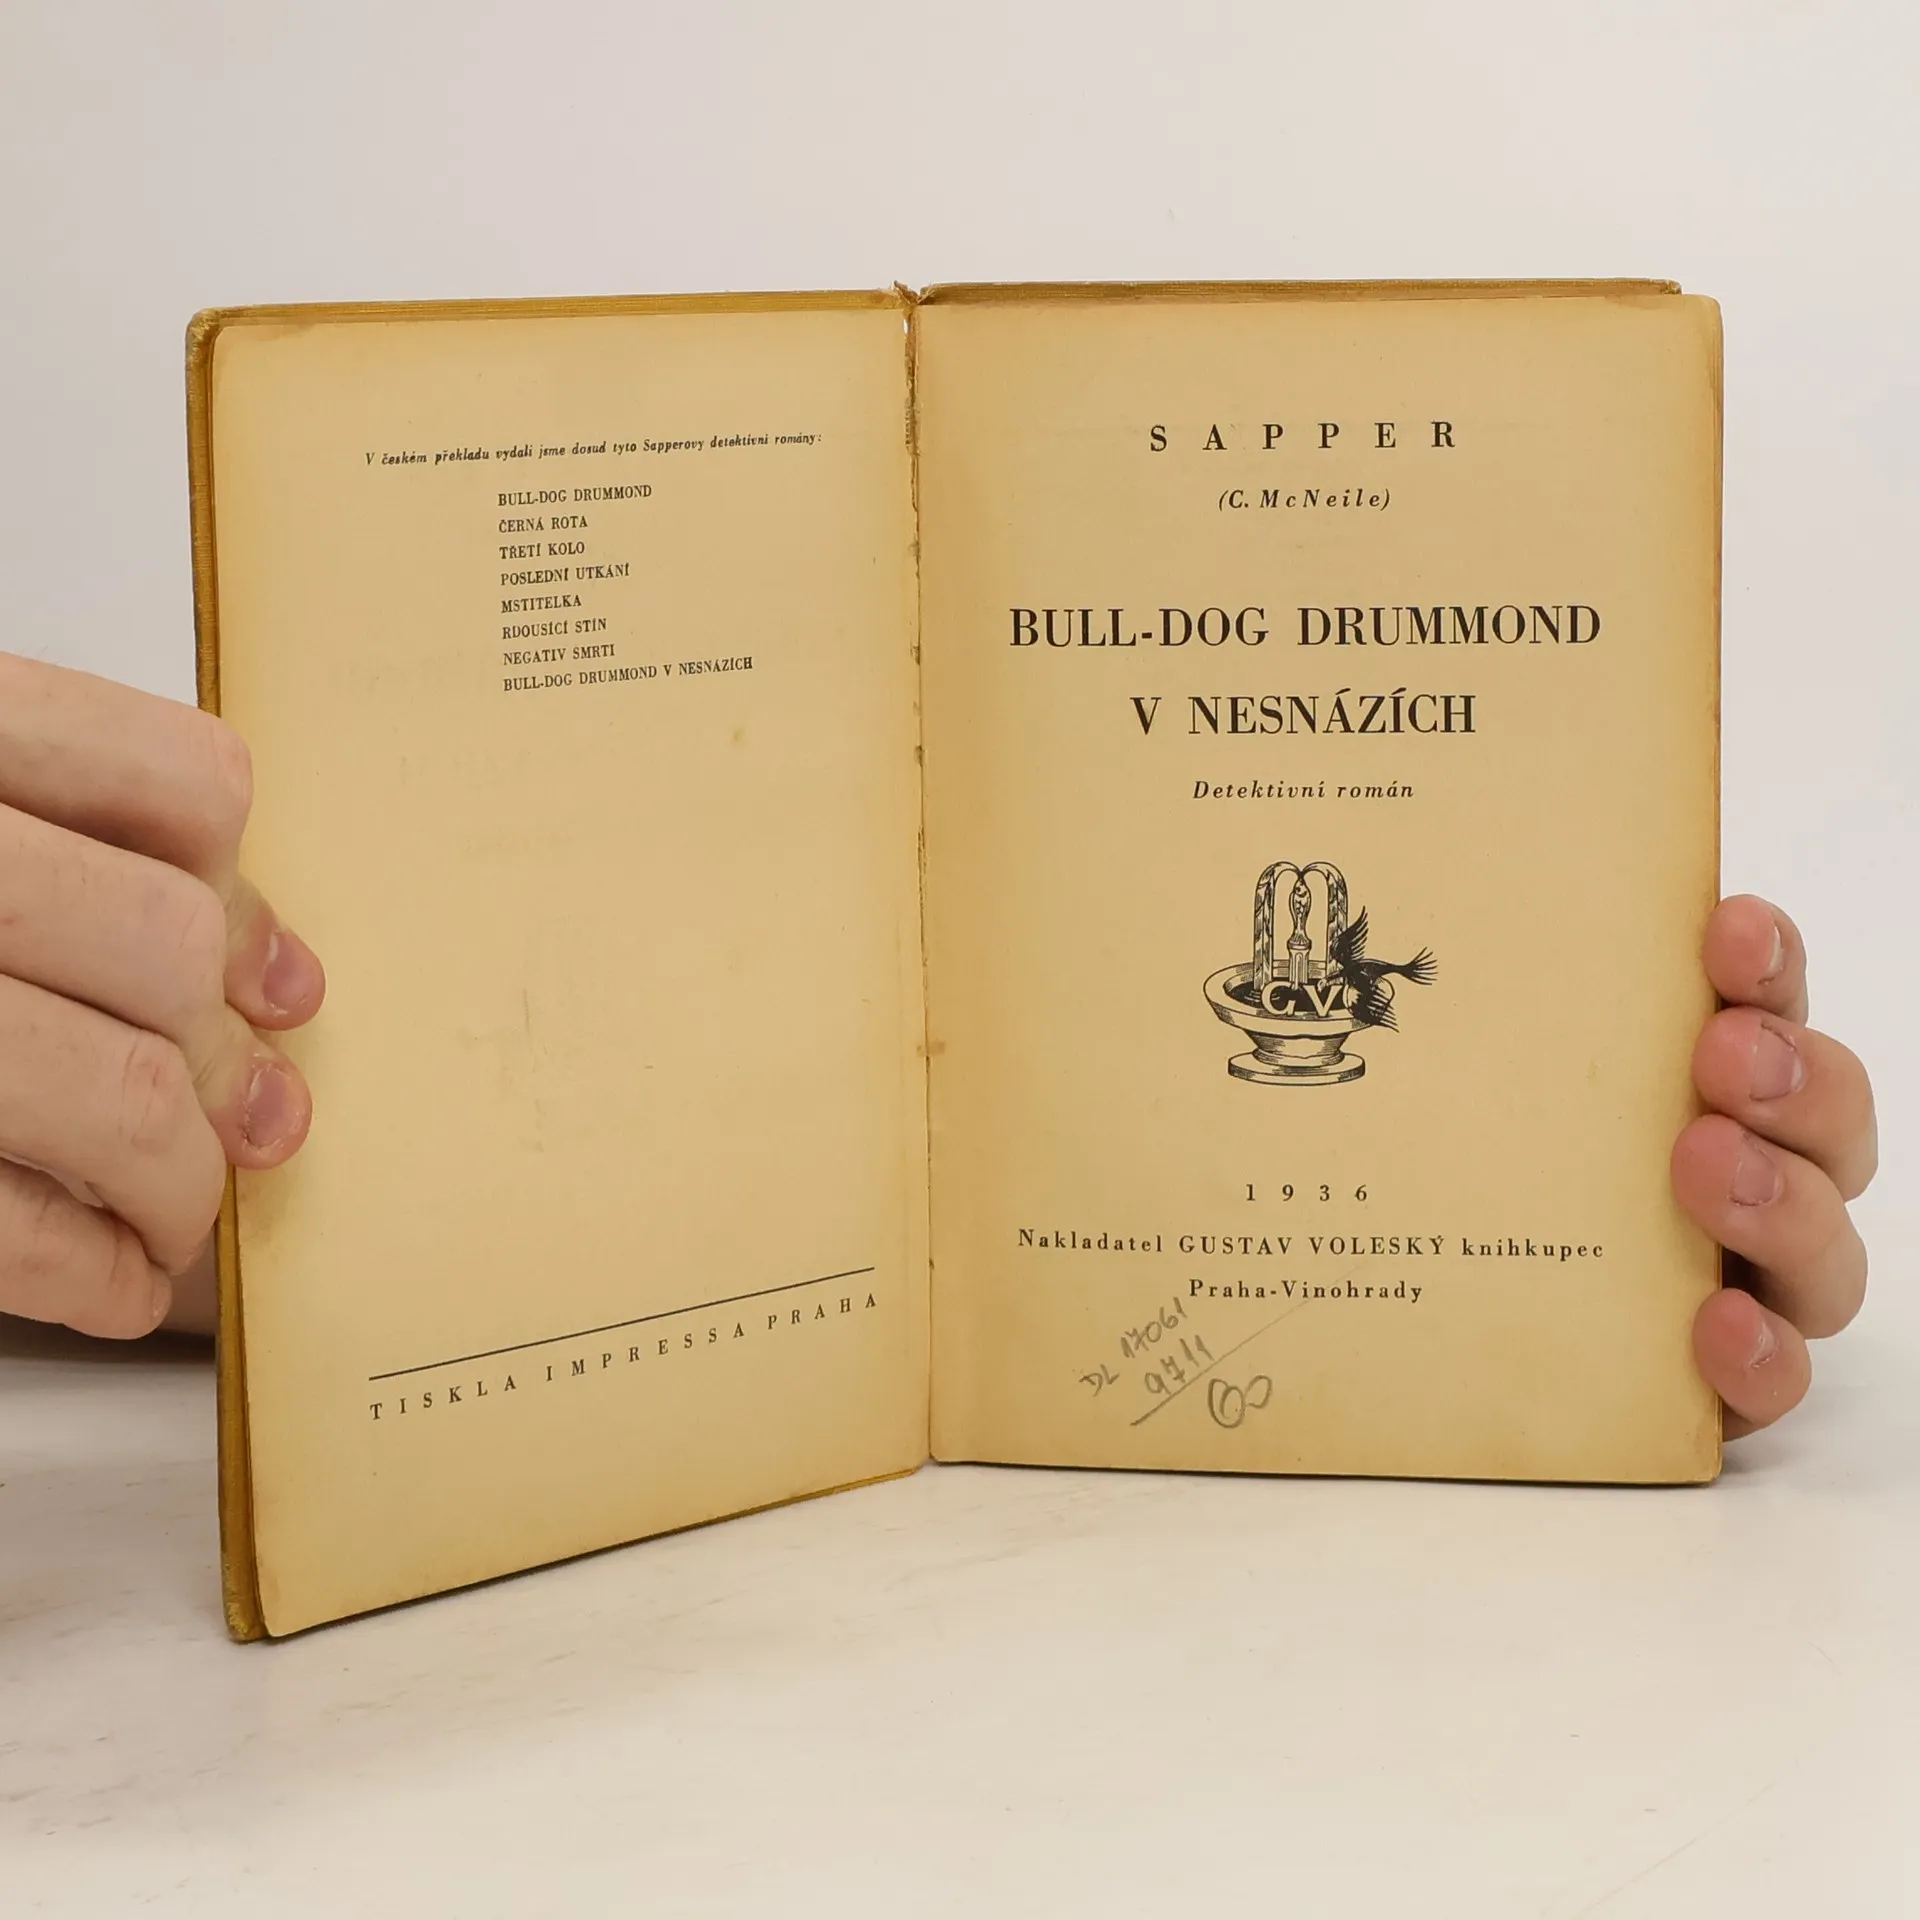 V českém překladu vydali jsme dosud tyto Sapperovy detektivní romány:
BULL-DOG DRUMMOND
ČERNÁ ROTA
TŘETÍ KOLO
POSLEDNÍ UTKÁNÍ
MSTITELKA
RDOUSÍCÍ STÍN
NEGATIV SMRTI
BULL-DOG DRUMMOND V NESNÁZÍCH
TISKLA IMPRESSA PRAHA
SAPPER
(C. McNeile)
BULL-DOG DRUMMOND
V NESNÁZÍCH
Detektivní román
GV
1936
Nakladatel GUSTAV VOLESKÝ knihkupec
Praha-Vinohrady
DL 17061